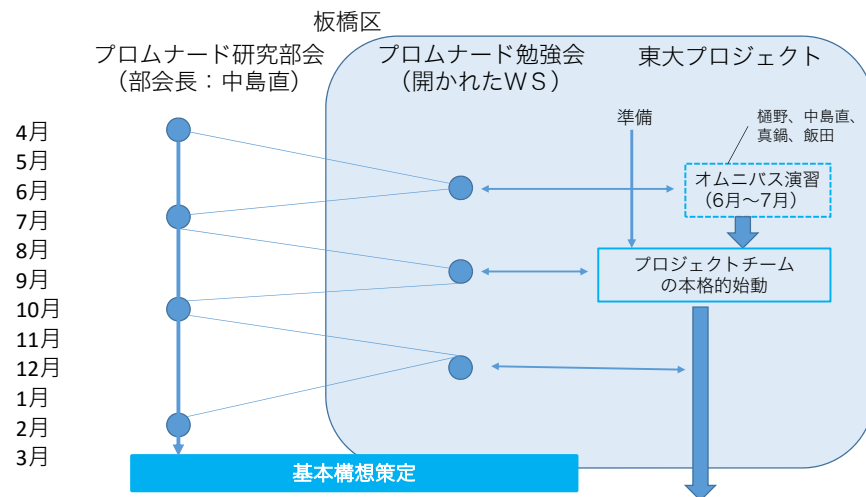 板橋区
プロムナード研究部会
（部会長：中島直）
プロムナード勉強会
（開かれたＷＳ）
東大プロジェクト
4月
5月
6月
7月
8月
9月
10月
11月
12月
1月
2月
3月
準備
樋野、中島直、
真鍋、飯田
オムニバス演習
（6月～7月）
プロジェクトチーム
の本格的始動
基本構想策定